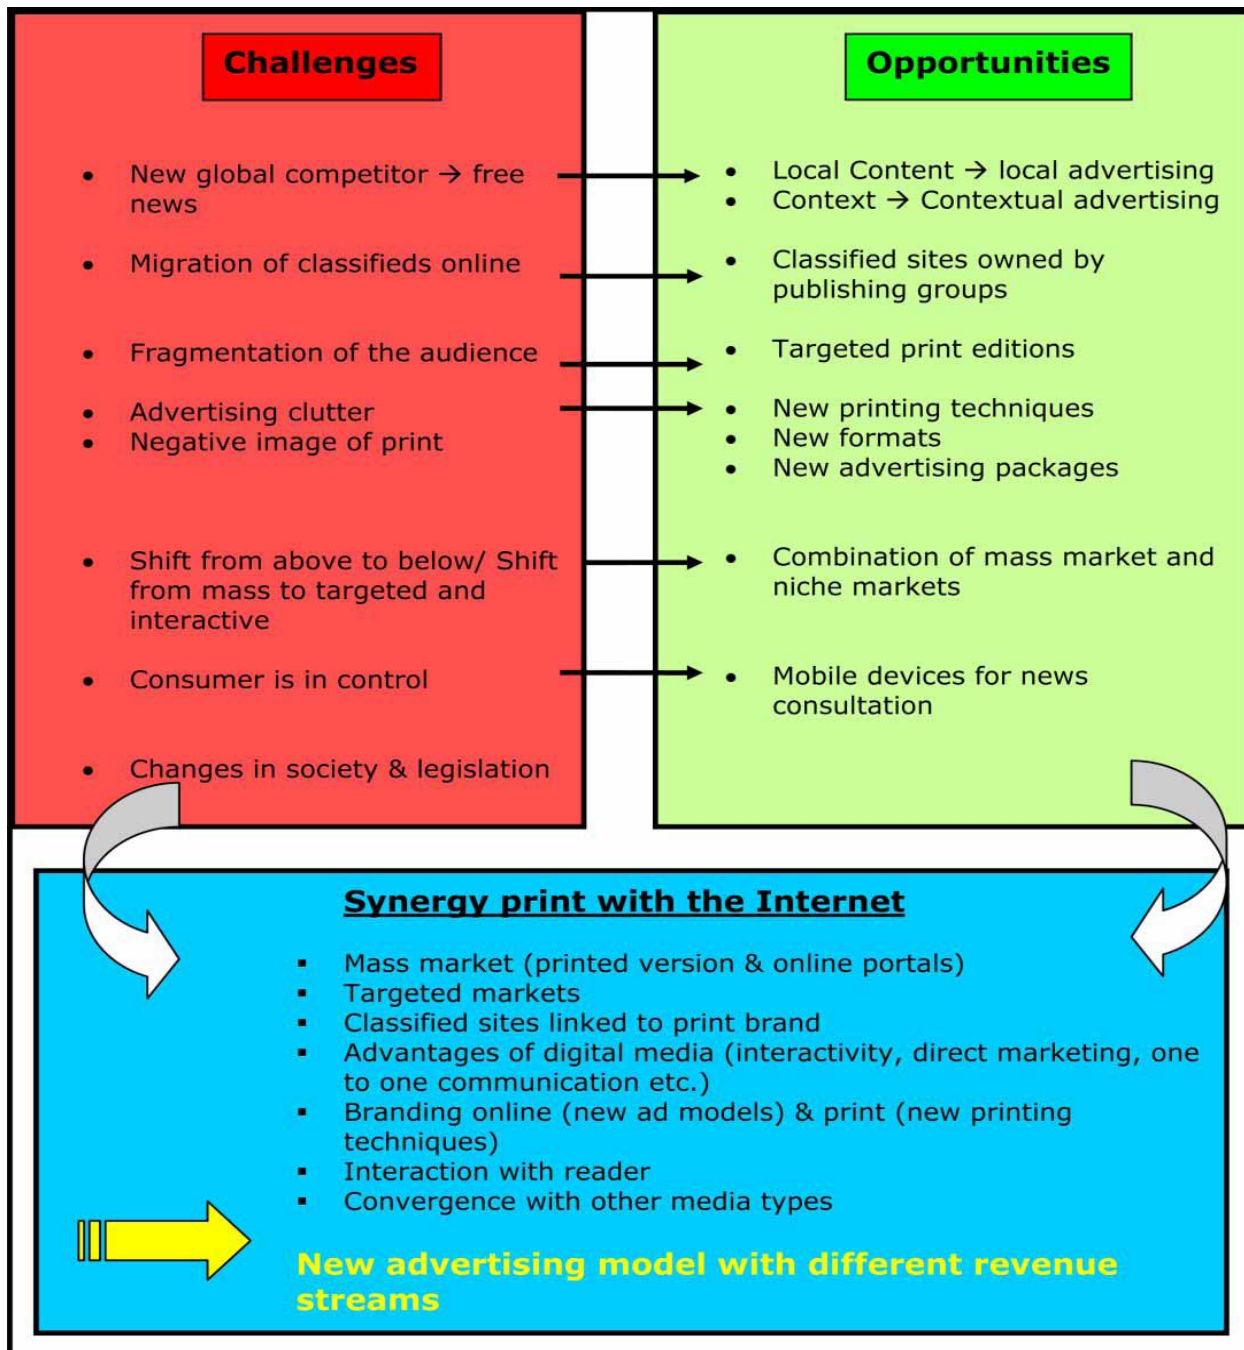 Challenges
• New global competitor → free
news
• Migration of classifieds online
• Fragmentation of the audience
• Advertising clutter
• Negative image of print
• Shift from above to below/ Shift
from mass to targeted and
interactive
• Consumer is in control
• Changes in society & legislation
Opportunities
• Local Content → local advertising
• Context → Contextual advertising
• Classified sites owned by
publishing groups
• Targeted print editions
• New printing techniques
• New formats
• New advertising packages
• Combination of mass market and
niche markets
• Mobile devices for news
consultation
Synergy print with the Internet
▪ Mass market (printed version & online portals)
▪ Targeted markets
▪ Classified sites linked to print brand
▪ Advantages of digital media (interactivity, direct marketing, one
to one communication etc.)
▪ Branding online (new ad models) & print (new printing
techniques)
▪ Interaction with reader
▪ Convergence with other media types
New advertising model with different revenue
streams